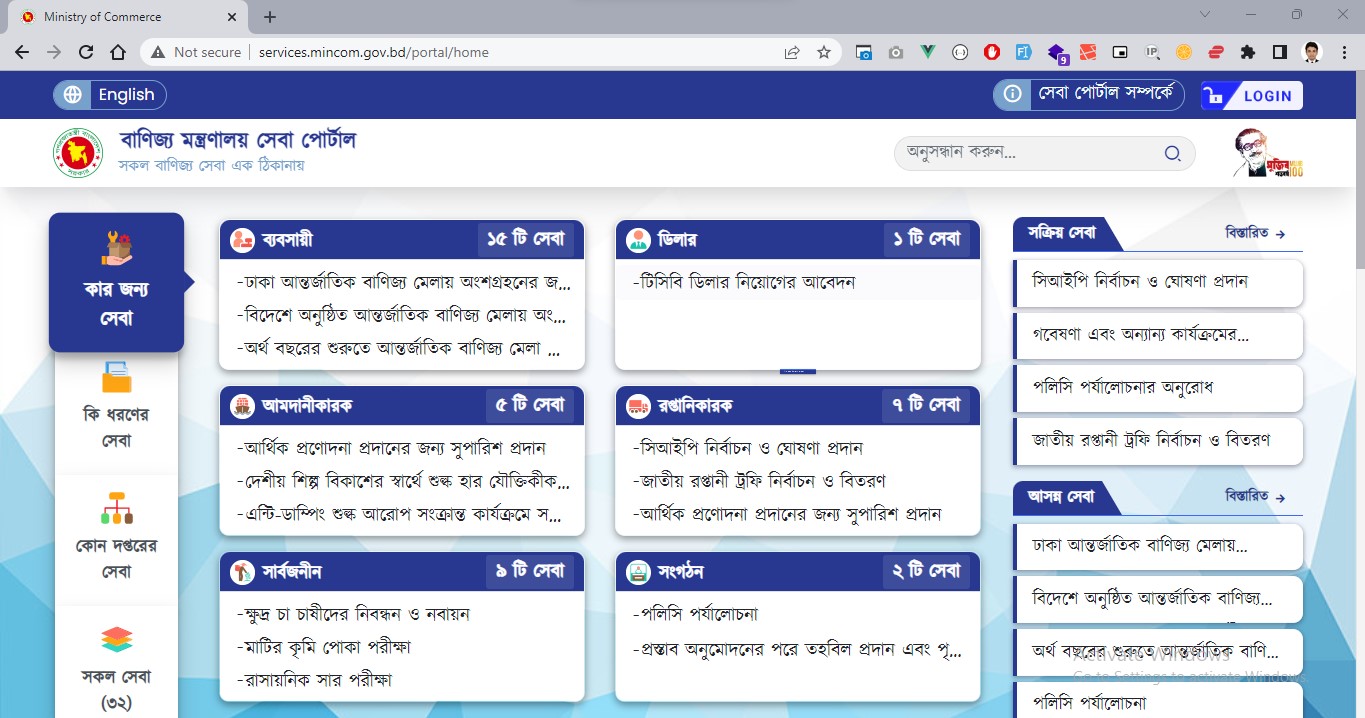 Ministry of Commerce
Not secure
services.mincom.gov.bd/portal/home
9
English
সেবা পোর্টাল সম্পর্কে
LOGIN
বাণিজ্য মন্ত্রণালয় সেবা পোর্টাল
সকল বাণিজ্য সেবা এক ঠিকানায়
অনুসন্ধান করুন...
কার জন্য
সেবা
কি ধরণের
সেবা
কোন দপ্তরের
সেবা
সকল সেবা
(৩২)
ব্যবসায়ী
১৫ টি সেবা
-ঢাকা আন্তর্জাতিক বাণিজ্য মেলায় অংশগ্রহনের জ...
-বিদেশে অনুষ্ঠিত আন্তর্জাতিক বাণিজ্য মেলায় অং...
-অর্থ বছরের শুরুতে আন্তর্জাতিক বাণিজ্য মেলা ...
ডিলার
১ টি সেবা
-টিসিবি ডিলার নিয়োগের আবেদন
আমদানীকারক
৫ টি সেবা
-আর্থিক প্রণোদনা প্রদানের জন্য সুপারিশ প্রদান
-দেশীয় শিল্প বিকাশের স্বার্থে শুল্ক হার যৌক্তিকীক...
-এন্টি-ডাম্পিং শুল্ক আরোপ সংক্রান্ত কার্যক্রমে স...
রপ্তানিকারক
৭ টি সেবা
-সিআইপি নির্বাচন ও ঘোষণা প্রদান
-জাতীয় রপ্তানী ট্রফি নির্বাচন ও বিতরণ
-আর্থিক প্রণোদনা প্রদানের জন্য সুপারিশ প্রদান
সার্বজনীন
৯ টি সেবা
-ক্ষুদ্র চা চাষীদের নিবন্ধন ও নবায়ন
-মাটির কৃমি পোকা পরীক্ষা
-রাসায়নিক সার পরীক্ষা
সংগঠন
২ টি সেবা
-পলিসি পর্যালোচনা
-প্রস্তাব অনুমোদনের পরে তহবিল প্রদান এবং পৃ...
সক্রিয় সেবা
বিস্তারিত →
সিআইপি নির্বাচন ও ঘোষণা প্রদান
গবেষণা এবং অন্যান্য কার্যক্রমের...
পলিসি পর্যালোচনার অনুরোধ
জাতীয় রপ্তানী ট্রফি নির্বাচন ও বিতরণ
আসন্ন সেবা
বিস্তারিত →
ঢাকা আন্তর্জাতিক বাণিজ্য মেলায়...
বিদেশে অনুষ্ঠিত আন্তর্জাতিক বাণিজ্য...
অর্থ বছরের শুরুতে আন্তর্জাতিক বাণি...
Activate Windows
Go to Settings to activate Windows.
পলিসি পর্যালোচনা